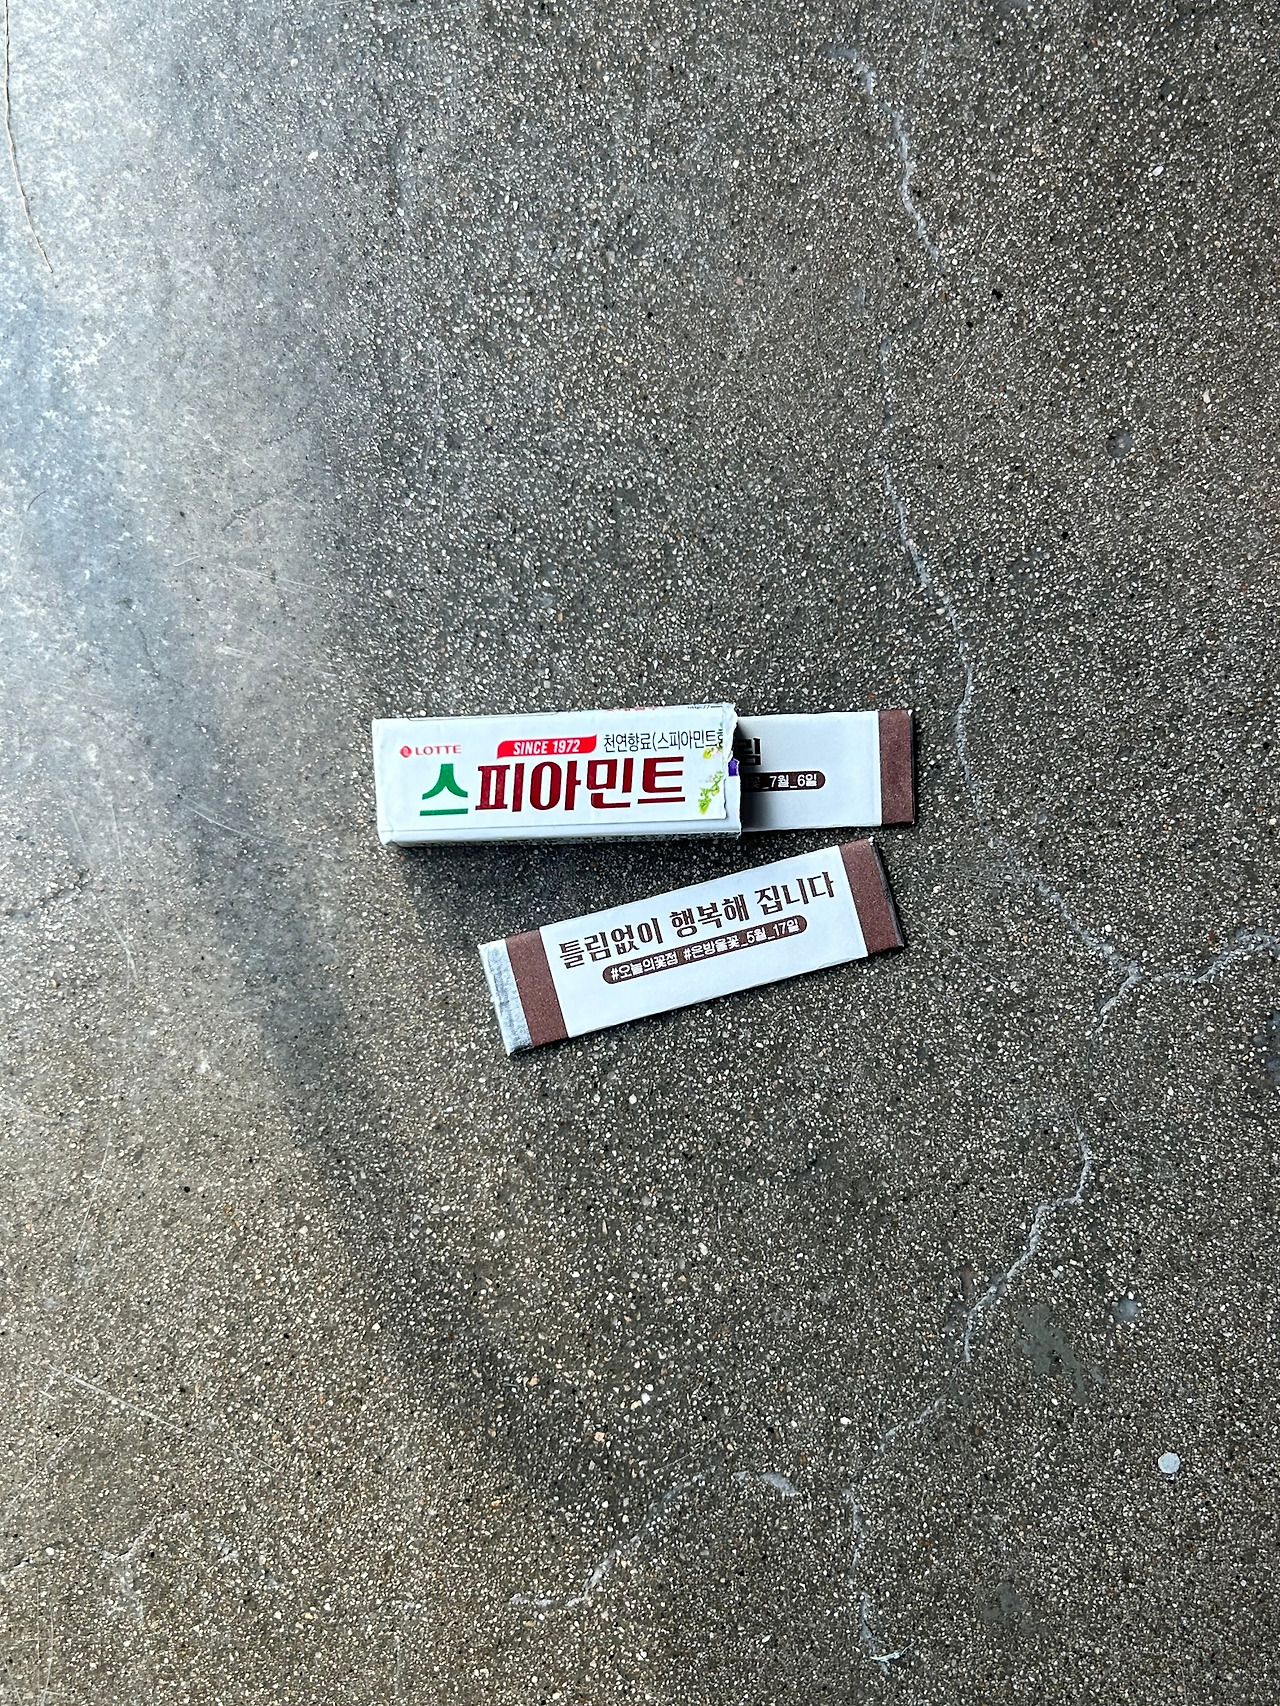 LOTTE
SINCE 1972
천연향료(스피아민트
스피아민트
림
_7월_6일
틀림없이 행복해 집니다
#오늘의꽃점 #은방울꽃_5월_17일